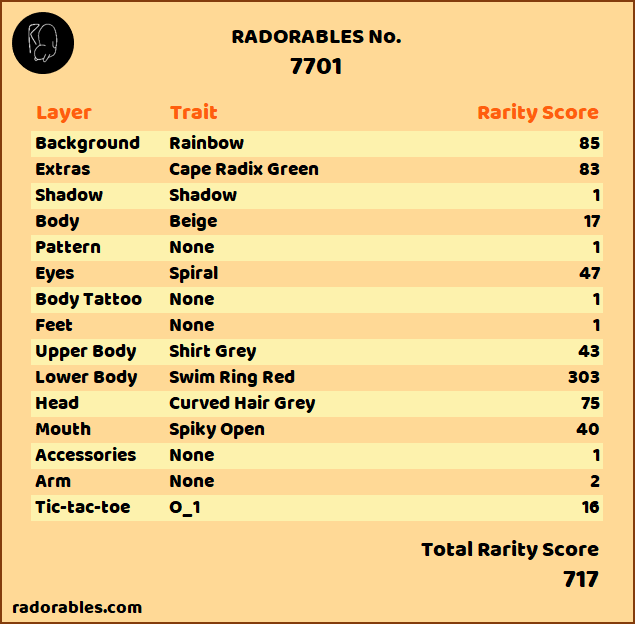 RADORABLES No.
7701
Layer Trait Rarity Score
Background Rainbow 85
Extras Cape Radix Green 83
Shadow Shadow 1
Body Beige 17
Pattern None 1
Eyes Spiral 47
Body Tattoo None 1
Feet None 1
Upper Body Shirt Grey 43
Lower Body Swim Ring Red 303
Head Curved Hair Grey 75
Mouth Spiky Open 40
Accessories None 1
Arm None 2
Tic-tac-toe O_1 16
Total Rarity Score
717
radorables.com